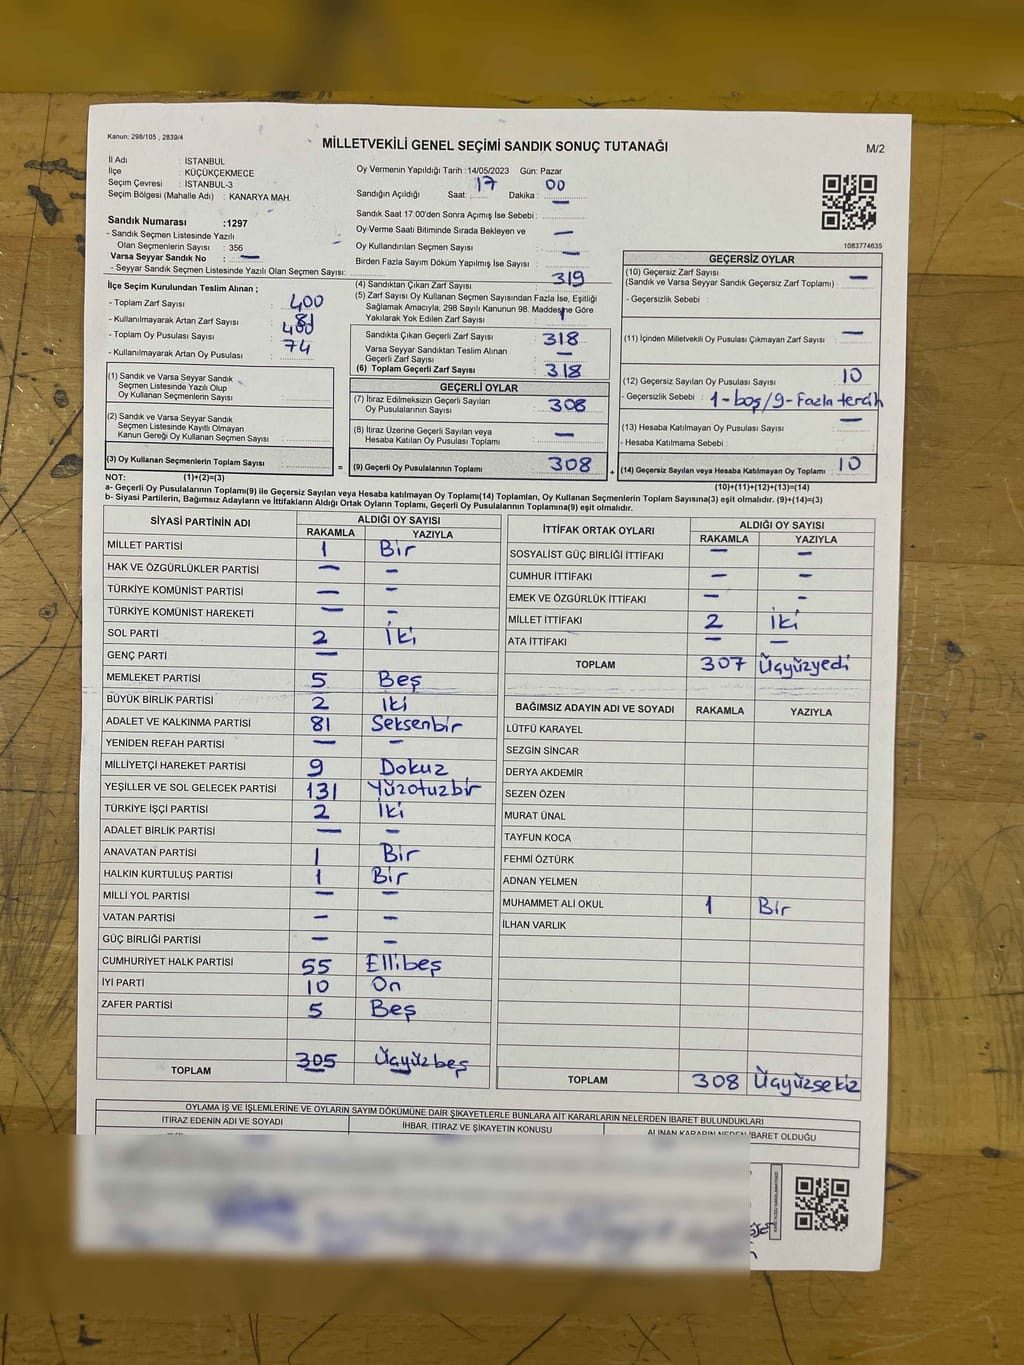 Kanun; 298/105 , 2839/4
MİLLETVEKİLİ GENEL SEÇİMİ SANDIK SONUÇ TUTANAĞI
M/2
İl Adı : İSTANBUL
İlçe : KÜÇÜKÇEKMECE
Seçim Çevresi : İSTANBUL-3
Seçim Bölgesi (Mahalle Adı) : KANARYA MAH.
Sandık Numarası :1297
- Sandık Seçmen Listesinde Yazılı
Olan Seçmenlerin Sayısı : 356
Varsa Seyyar Sandık No : —
- Seyyar Sandık Seçmen Listesinde Yazılı Olan Seçmen Sayısı:
Oy Vermenin Yapıldığı Tarih :14/05/2023 Gün: Pazar
Sandığın Açıldığı Saat: 17 Dakika : 00
Sandık Saat 17:00'den Sonra Açımış İse Sebebi : —
Oy Verme Saati Bitiminde Sırada Bekleyen ve
Oy Kullandırılan Seçmen Sayısı —
Birden Fazla Sayım Döküm Yapılmış İse Sayısı —
1083774635
İlçe Seçim Kurulundan Teslim Alınan ;
- Toplam Zarf Sayısı 400
- Kullanılmayarak Artan Zarf Sayısı 81
- Toplam Oy Pusulası Sayısı 400
- Kullanılmayarak Artan Oy Pusulası 74
(1) Sandık ve Varsa Seyyar Sandık
Seçmen Listesinde Yazılı Olup
Oy Kullanan Seçmenlerin Sayısı :
(2) Sandık ve Varsa Seyyar Sandık
Seçmen Listesinde Kayıtlı Olmayan
Kanun Gereği Oy Kullanan Seçmen Sayısı :
(3) Oy Kullanan Seçmenlerin Toplam Sayısı
(4) Sandıktan Çıkan Zarf Sayısı 319
(5) Zarf Sayısı Oy Kullanan Seçmen Sayısından Fazla İse, Eşitliği
Sağlamak Amacıyla, 298 Sayılı Kanunun 98. Maddesine Göre
Yakılarak Yok Edilen Zarf Sayısı : 1
Sandıkta Çıkan Geçerli Zarf Sayısı 318
Varsa Seyyar Sandıktan Teslim Alınan
Geçerli Zarf Sayısı —
(6) Toplam Geçerli Zarf Sayısı 318
GEÇERLİ OYLAR
(7) İtiraz Edilmeksizin Geçerli Sayılan
Oy Pusulalarının Sayısı 308
(8) İtiraz Üzerine Geçerli Sayılan veya
Hesaba Katılan Oy Pusulası Toplamı —
= (9) Geçerli Oy Pusulalarının Toplamı 308
GEÇERSİZ OYLAR
(10) Geçersiz Zarf Sayısı —
(Sandık ve Varsa Seyyar Sandık Geçersiz Zarf Toplamı) :
- Geçersizlik Sebebi :
(11) İçinden Milletvekili Oy Pusulası Çıkmayan Zarf Sayısı —
(12) Geçersiz Sayılan Oy Pusulası Sayısı 10
- Geçersizlik Sebebi : 1-boş/9-Fazla tercih
(13) Hesaba Katılmayan Oy Pusulası Sayısı —
- Hesaba Katılmama Sebebi :
+ (14) Geçersiz Sayılan veya Hesaba Katılmayan Oy Toplamı 10
NOT: (1)+(2)=(3)
(10)+(11)+(12)+(13)=(14)
a- Geçerli Oy Pusulalarının Toplamı(9) ile Geçersiz Sayılan veya Hesaba katılmayan Oy Toplamı(14) Toplamları, Oy Kullanan Seçmenlerin Toplam Sayısına(3) eşit olmalıdır. (9)+(14)=(3)
b- Siyasi Partilerin, Bağımsız Adayların ve İttifakların Aldığı Ortak Oyların Toplamı, Geçerli Oy Pusulalarının Toplamına(9) eşit olmalıdır.
SİYASİ PARTİNİN ADI ALDIĞI OY SAYISI
RAKAMLA YAZIYLA
MİLLET PARTİSİ 1 Bir
HAK VE ÖZGÜRLÜKLER PARTİSİ — —
TÜRKİYE KOMÜNİST PARTİSİ — —
TÜRKİYE KOMÜNİST HAREKETİ — —
SOL PARTİ 2 İki
GENÇ PARTİ —
MEMLEKET PARTİSİ 5 Beş
BÜYÜK BİRLİK PARTİSİ 2 İki
ADALET VE KALKINMA PARTİSİ 81 Seksenbir
YENİDEN REFAH PARTİSİ — —
MİLLİYETÇİ HAREKET PARTİSİ 9 Dokuz
YEŞİLLER VE SOL GELECEK PARTİSİ 131 Yüzotuzbir
TÜRKİYE İŞÇİ PARTİSİ 2 İki
ADALET BİRLİK PARTİSİ — —
ANAVATAN PARTİSİ 1 Bir
HALKIN KURTULUŞ PARTİSİ 1 Bir
MİLLİ YOL PARTİSİ — —
VATAN PARTİSİ — —
GÜÇ BİRLİĞİ PARTİSİ — —
CUMHURİYET HALK PARTİSİ 55 Ellibeş
İYİ PARTİ 10 On
ZAFER PARTİSİ 5 Beş
TOPLAM 305 Üçyüzbeş
İTTİFAK ORTAK OYLARI ALDIĞI OY SAYISI
RAKAMLA YAZIYLA
SOSYALİST GÜÇ BİRLİĞİ İTTİFAKI — —
CUMHUR İTTİFAKI — —
EMEK VE ÖZGÜRLÜK İTTİFAKI — —
MİLLET İTTİFAKI 2 İki
ATA İTTİFAKI — —
TOPLAM 307 Üçyüzyedi
BAĞIMSIZ ADAYIN ADI VE SOYADI RAKAMLA YAZIYLA
LÜTFÜ KARAYEL
SEZGİN SİNCAR
DERYA AKDEMİR
SEZEN ÖZEN
MURAT ÜNAL
TAYFUN KOCA
FEHMİ ÖZTÜRK
ADNAN YELMEN
MUHAMMET ALİ OKUL 1 Bir
İLHAN VARLIK
TOPLAM 308 Üçyüzsekiz
OYLAMA İŞ VE İŞLEMLERİNE VE OYLARIN SAYIM DÖKÜMÜNE DAİR ŞİKAYETLERLE BUNLARA AİT KARARLARIN NELERDEN İBARET BULUNDUKLARI
İTİRAZ EDENİN ADI VE SOYADI İHBAR, İTİRAZ VE ŞİKAYETİN KONUSU ALINAN KARARIN NEDEN İBARET OLDUĞU